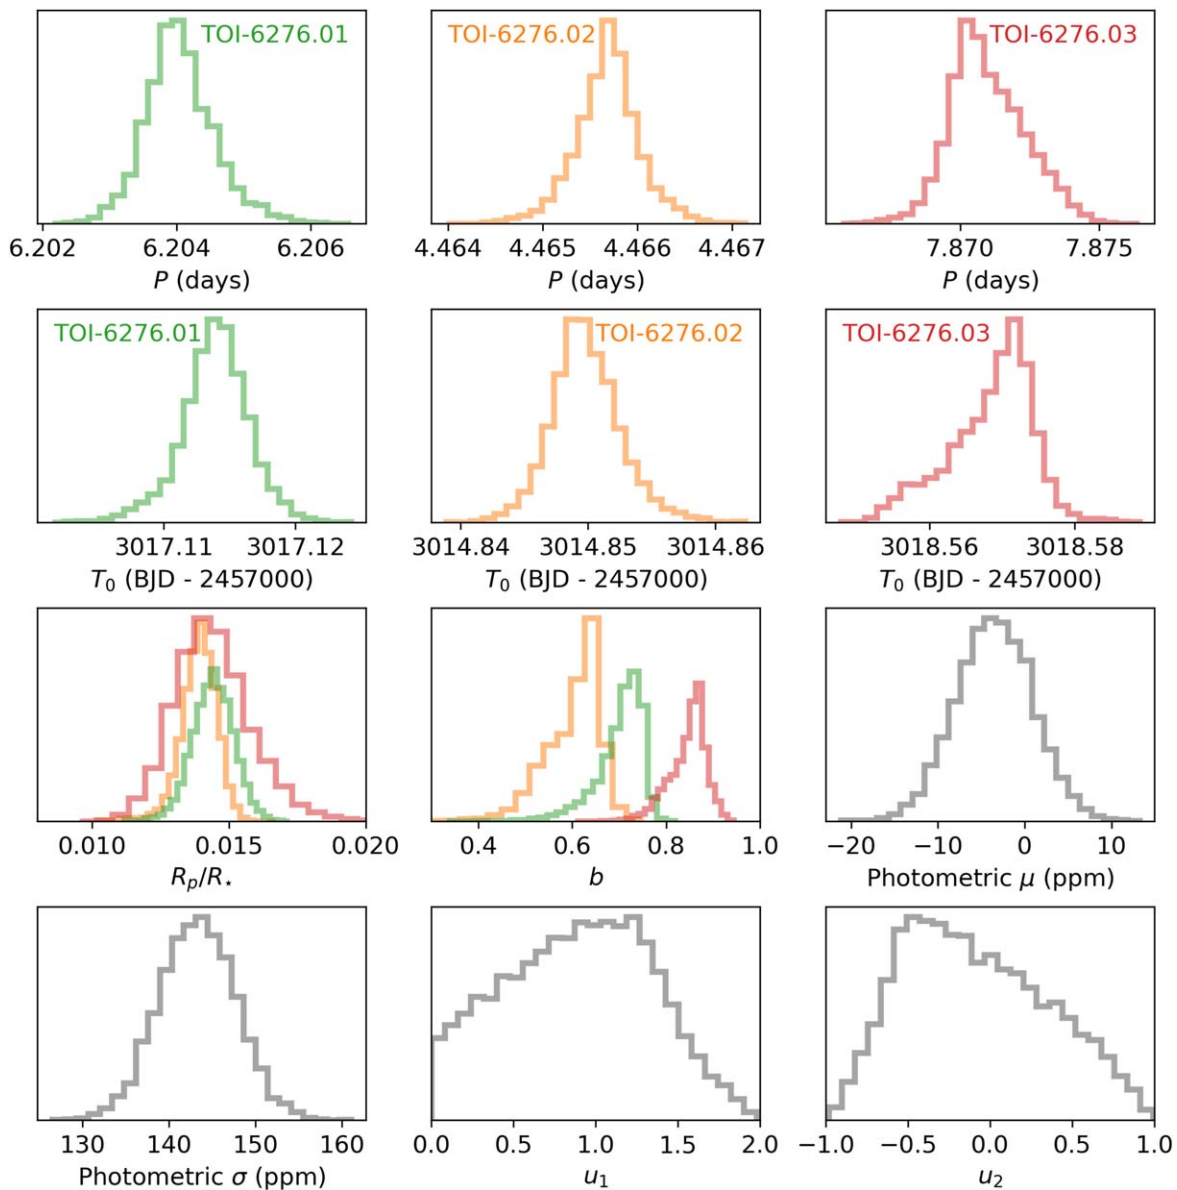 TOI-6276.01 TOI-6276.02 TOI-6276.03
6.202 6.204 6.206 4.464 4.465 4.466 4.467 7.870 7.875
P (days) P (days) P (days)
TOI-6276.01 TOI-6276.02 TOI-6276.03
3017.11 3017.12 3014.84 3014.85 3014.86 3018.56 3018.58
T₀ (BJD - 2457000) T₀ (BJD - 2457000) T₀ (BJD - 2457000)
0.010 0.015 0.020 0.4 0.6 0.8 1.0 −20 −10 0 10
Rₚ/R⋆ b Photometric μ (ppm)
130 140 150 160 0.0 0.5 1.0 1.5 2.0 −1.0 −0.5 0.0 0.5 1.0
Photometric σ (ppm) u₁ u₂